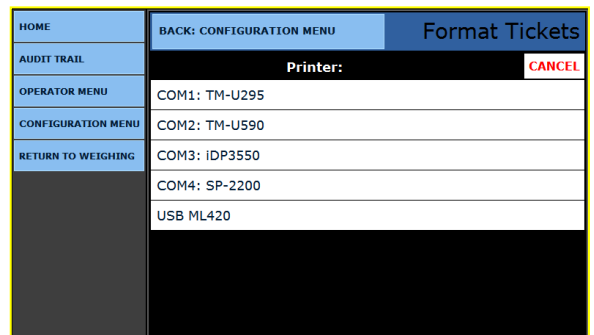 HOME
AUDIT TRAIL
OPERATOR MENU
CONFIGURATION MENU
RETURN TO WEIGHING
BACK: CONFIGURATION MENU
Format Tickets
Printer:
CANCEL
COM1: TM-U295
COM2: TM-U590
COM3: iDP3550
COM4: SP-2200
USB ML420